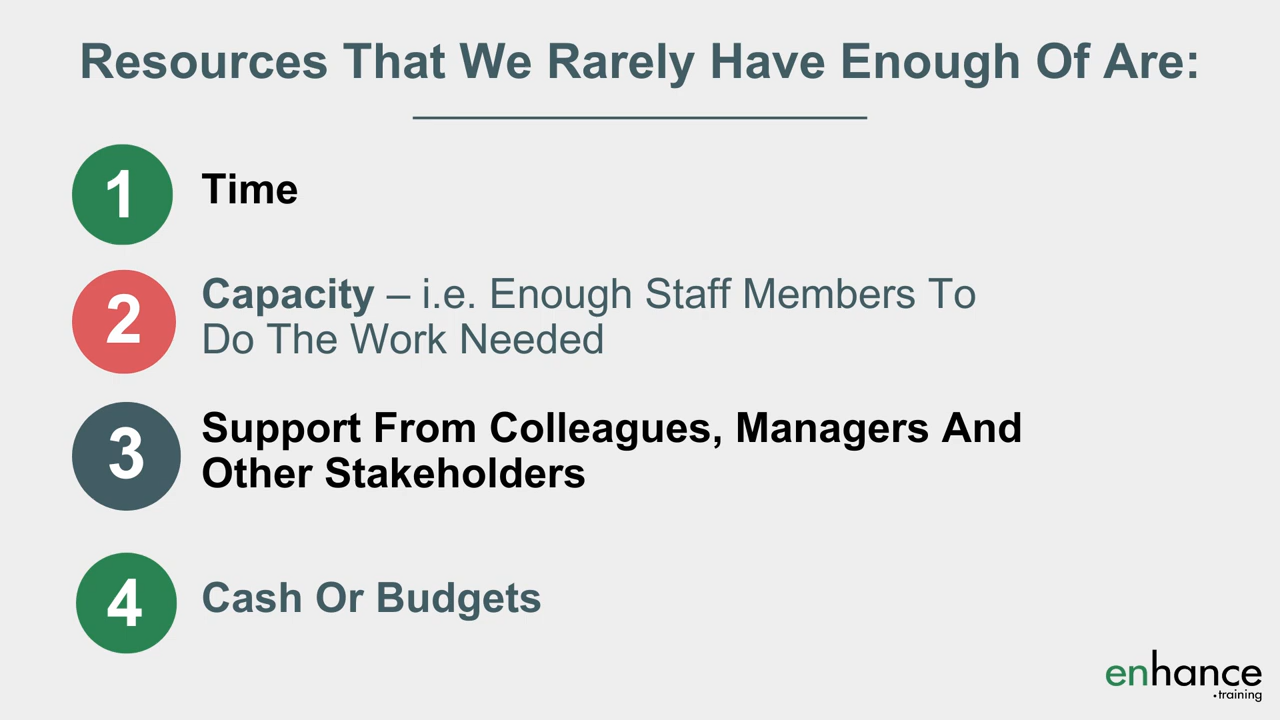 Resources That We Rarely Have Enough Of Are:
1
Time
2
Capacity – i.e. Enough Staff Members To
Do The Work Needed
3
Support From Colleagues, Managers And
Other Stakeholders
4
Cash Or Budgets
enhance
.training